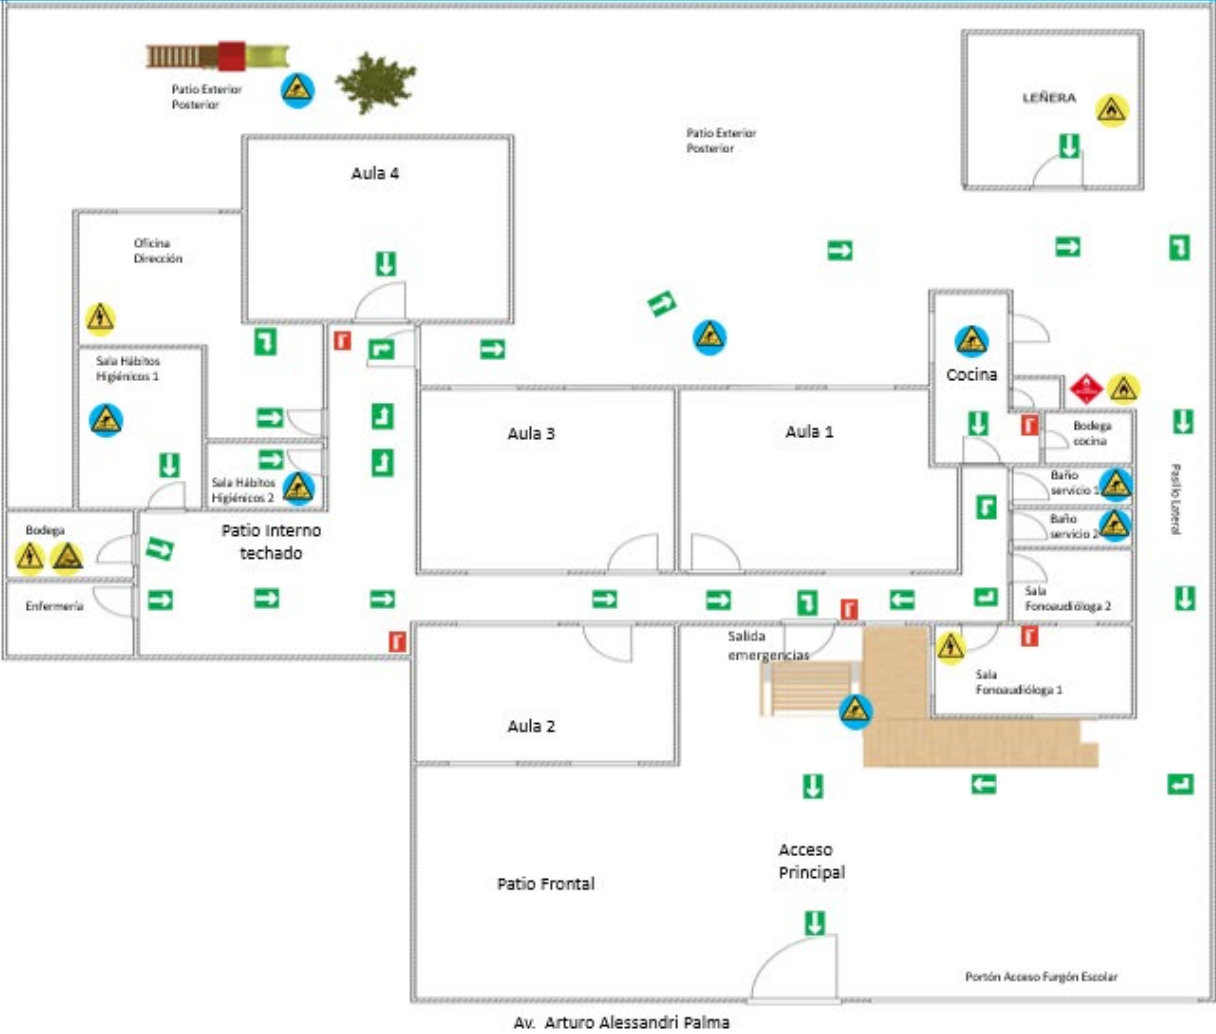 Patio Exterior
Posterior
LEÑERA
Patio Exterior
Posterior
Aula 4
Oficina
Dirección
Sala Hábitos
Higiénicos 1
Cocina
Aula 3
Aula 1
Bodega
cocina
Sala Hábitos
Higiénicos 2
Baño
servicio 1
Pasillo Lateral
Bodega
Patio Interno
techado
Baño
servicio 2
Enfermería
Sala
Fonoaudióloga 2
Salida
emergencias
Sala
Fonoaudióloga 1
Aula 2
Acceso
Principal
Patio Frontal
Portón Acceso Furgón Escolar
Av. Arturo Alessandri Palma